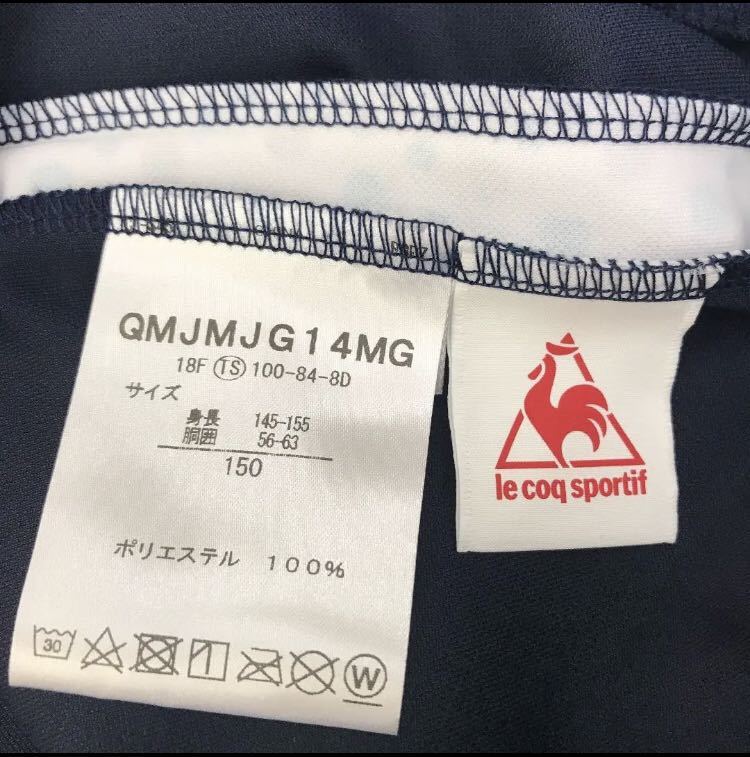 QMJMJG14MG
18F TS 100-84-8D
サイズ
身長 145-155
胴囲 56-63
150
ポリエステル 100%
30
W
le coq sportif